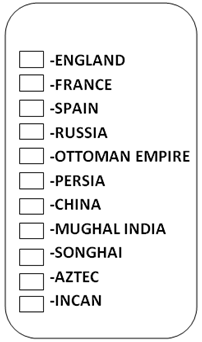 -ENGLAND
-FRANCE
-SPAIN
-RUSSIA
-OTTOMAN EMPIRE
-PERSIA
-CHINA
-MUGHAL INDIA
-SONGHAI
-AZTEC
-INCAN